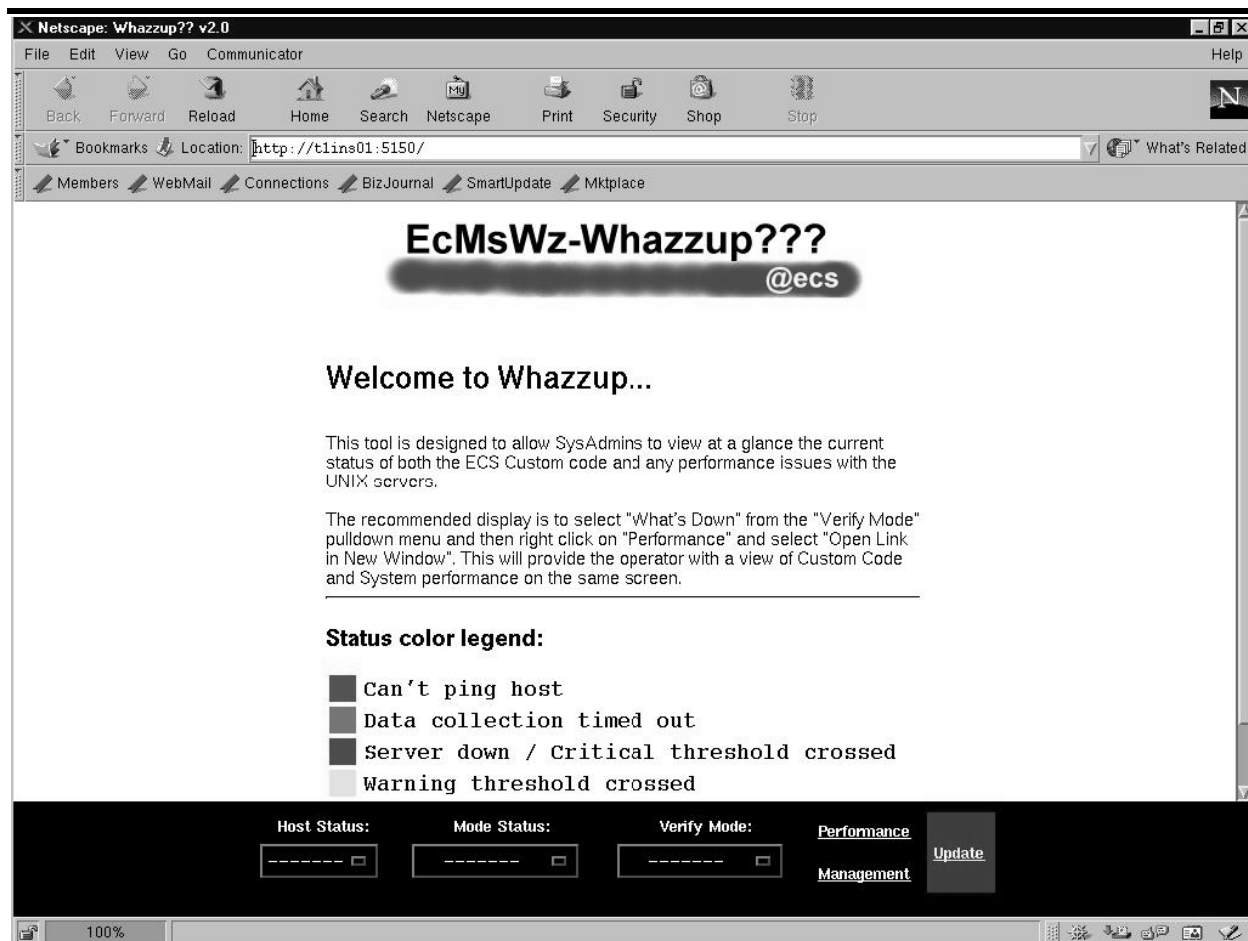 Netscape: Whazzup?? v2.0
File Edit View Go Communicator Help
Back Forward Reload Home Search Netscape Print Security Shop Stop
My
N
Bookmarks Location: http://t1ins01:5150/ What's Related
Members WebMail Connections BizJournal SmartUpdate Mktplace
EcMsWz-Whazzup???
@ecs
Welcome to Whazzup...
This tool is designed to allow SysAdmins to view at a glance the current
status of both the ECS Custom code and any performance issues with the
UNIX servers.
The recommended display is to select "What's Down" from the "Verify Mode"
pulldown menu and then right click on "Performance" and select "Open Link
in New Window". This will provide the operator with a view of Custom Code
and System performance on the same screen.
Status color legend:
Can't ping host
Data collection timed out
Server down / Critical threshold crossed
Warning threshold crossed
Host Status: Mode Status: Verify Mode: Performance
------- ------- ------- Update
Management
100%